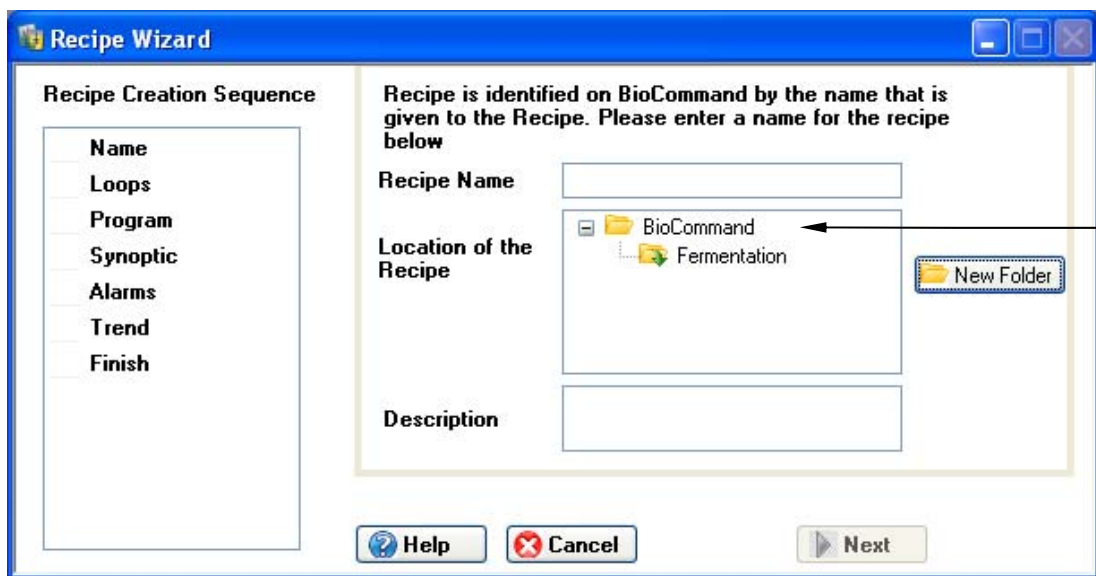 Recipe Wizard
Recipe Creation Sequence
Name
Loops
Program
Synoptic
Alarms
Trend
Finish
Recipe is identified on BioCommand by the name that is
given to the Recipe. Please enter a name for the recipe
below
Recipe Name
Location of the
Recipe
BioCommand
Fermentation
New Folder
Description
Help
Cancel
Next